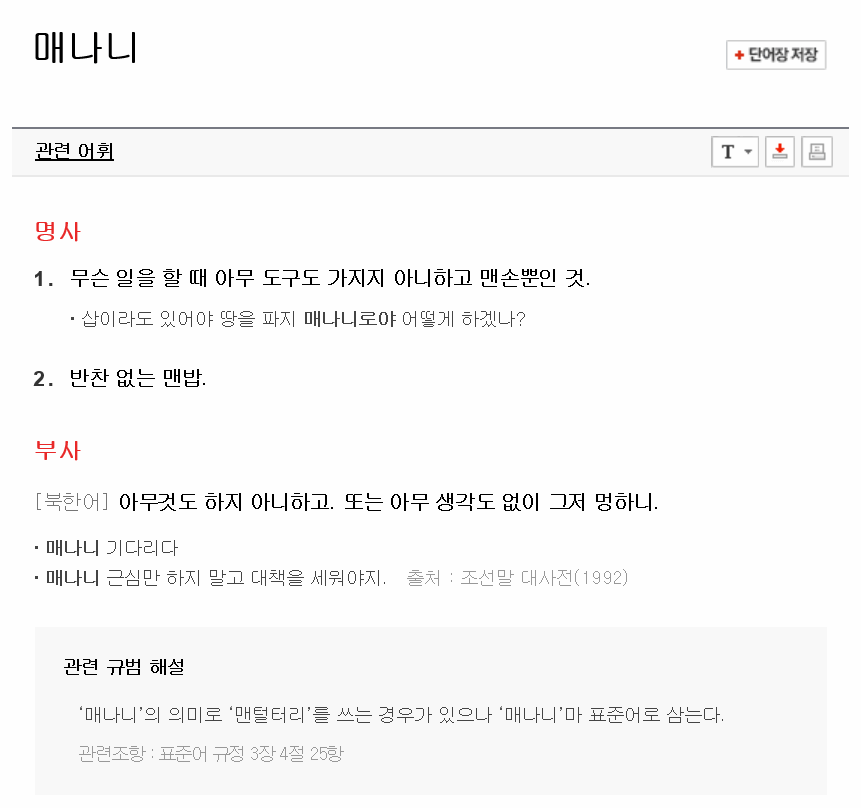 매나니
+ 단어장 저장
관련 어휘
T
명사
1. 무슨 일을 할 때 아무 도구도 가지지 아니하고 맨손뿐인 것.
· 삽이라도 있어야 땅을 파지 매나니로야 어떻게 하겠나?
2. 반찬 없는 맨밥.
부사
[북한어] 아무것도 하지 아니하고. 또는 아무 생각도 없이 그저 멍하니.
· 매나니 기다리다
· 매나니 근심만 하지 말고 대책을 세워야지. 출처 : 조선말 대사전(1992)
관련 규범 해설
‘매나니’의 의미로 ‘맨털터리’를 쓰는 경우가 있으나 ‘매나니’마 표준어로 삼는다.
관련조항 : 표준어 규정 3장 4절 25항